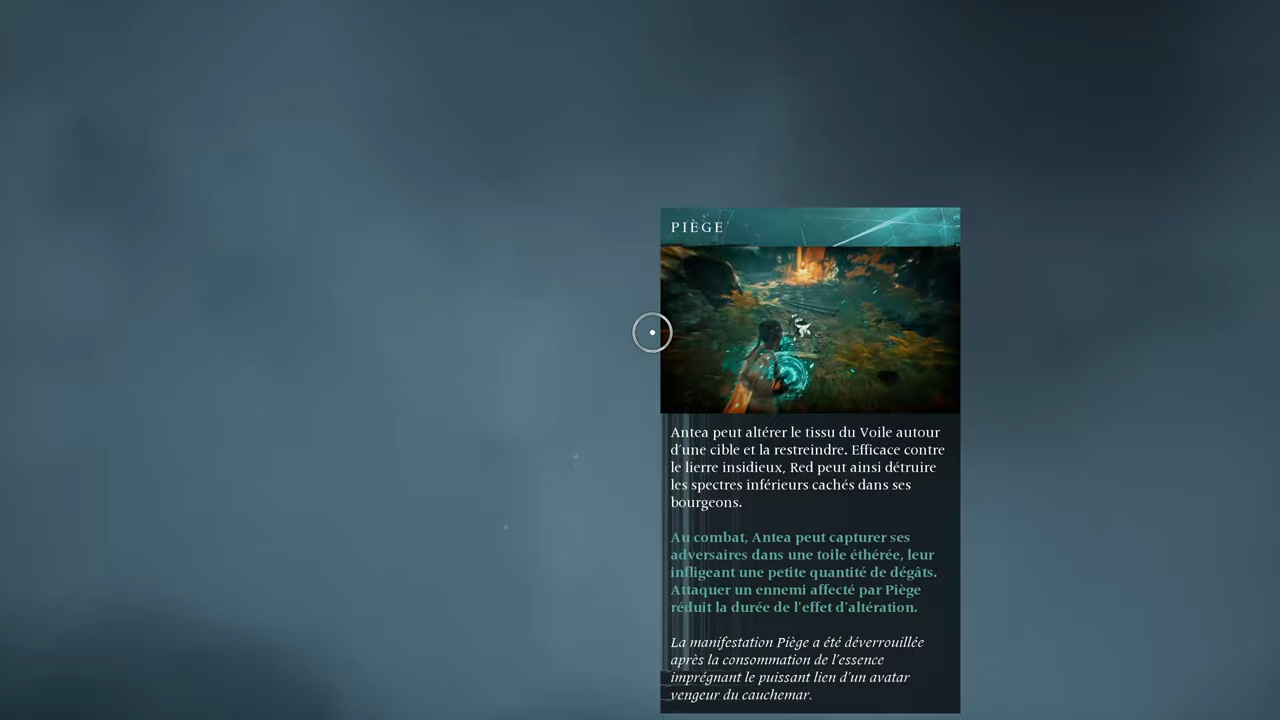 PIÈGE
Antea peut altérer le tissu du Voile autour
d'une cible et la restreindre. Efficace contre
le lierre insidieux, Red peut ainsi détruire
les spectres inférieurs cachés dans ses
bourgeons.
Au combat, Antea peut capturer ses
adversaires dans une toile éthérée, leur
infligeant une petite quantité de dégâts.
Attaquer un ennemi affecté par Piège
réduit la durée de l'effet d'altération.
La manifestation Piège a été déverrouillée
après la consommation de l'essence
imprégnant le puissant lien d'un avatar
vengeur du cauchemar.